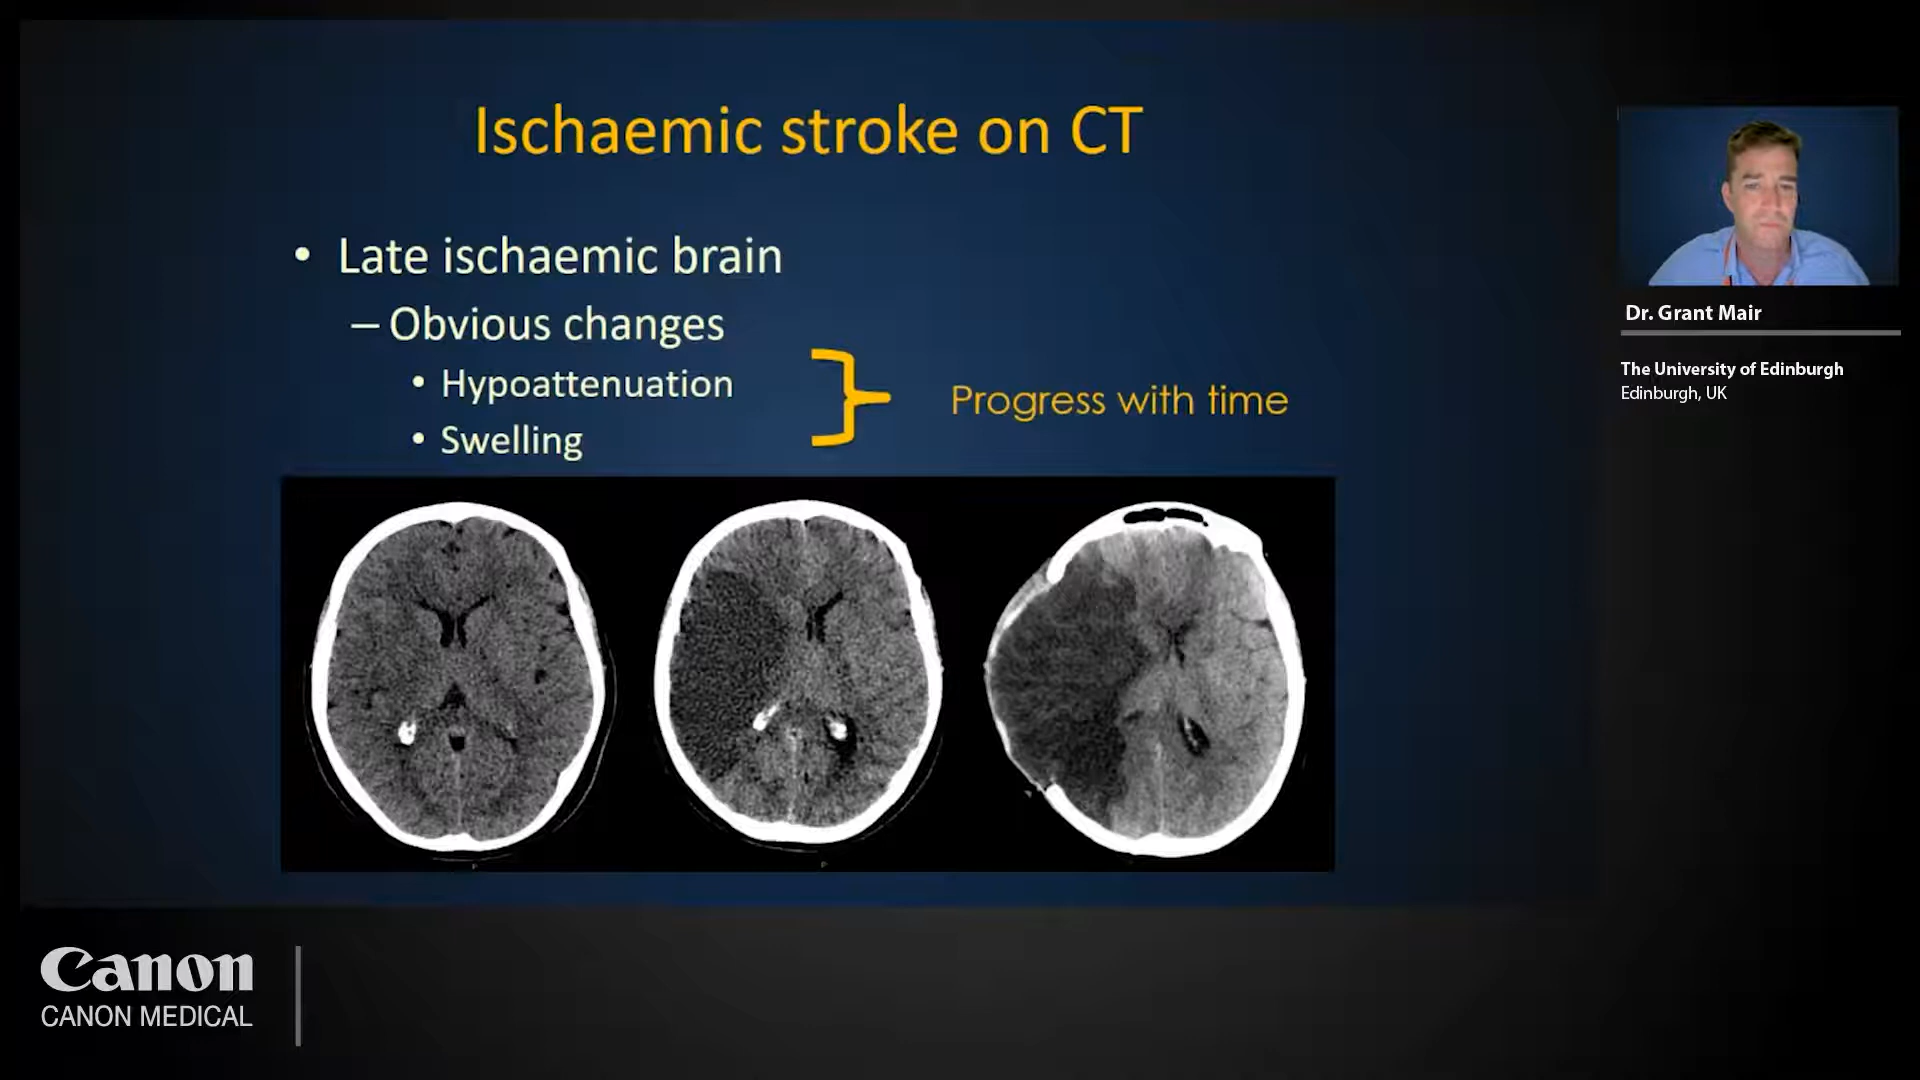 Ischaemic stroke on CT
• Late ischaemic brain
– Obvious changes
• Hypoattenuation
• Swelling
Progress with time
Dr. Grant Mair
The University of Edinburgh
Edinburgh, UK
Canon
CANON MEDICAL